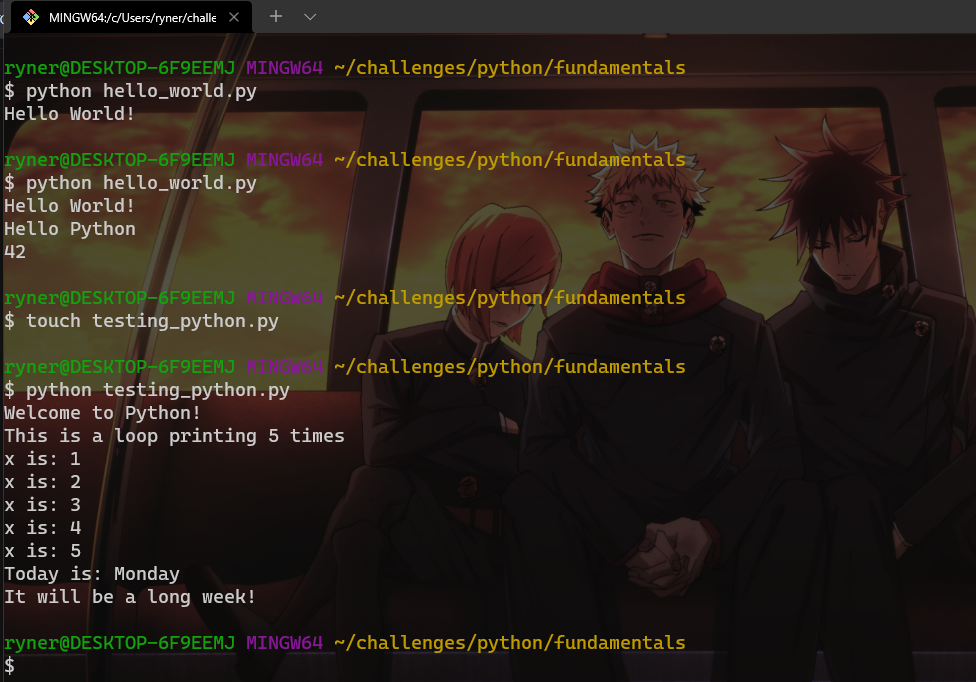 MINGW64:/c/Users/ryner/challe
ryner@DESKTOP-6F9EEMJ MINGW64 ~/challenges/python/fundamentals
$ python hello_world.py
Hello World!
ryner@DESKTOP-6F9EEMJ MINGW64 ~/challenges/python/fundamentals
$ python hello_world.py
Hello World!
Hello Python
42
ryner@DESKTOP-6F9EEMJ MINGW64 ~/challenges/python/fundamentals
$ touch testing_python.py
ryner@DESKTOP-6F9EEMJ MINGW64 ~/challenges/python/fundamentals
$ python testing_python.py
Welcome to Python!
This is a loop printing 5 times
x is: 1
x is: 2
x is: 3
x is: 4
x is: 5
Today is: Monday
It will be a long week!
ryner@DESKTOP-6F9EEMJ MINGW64 ~/challenges/python/fundamentals
$